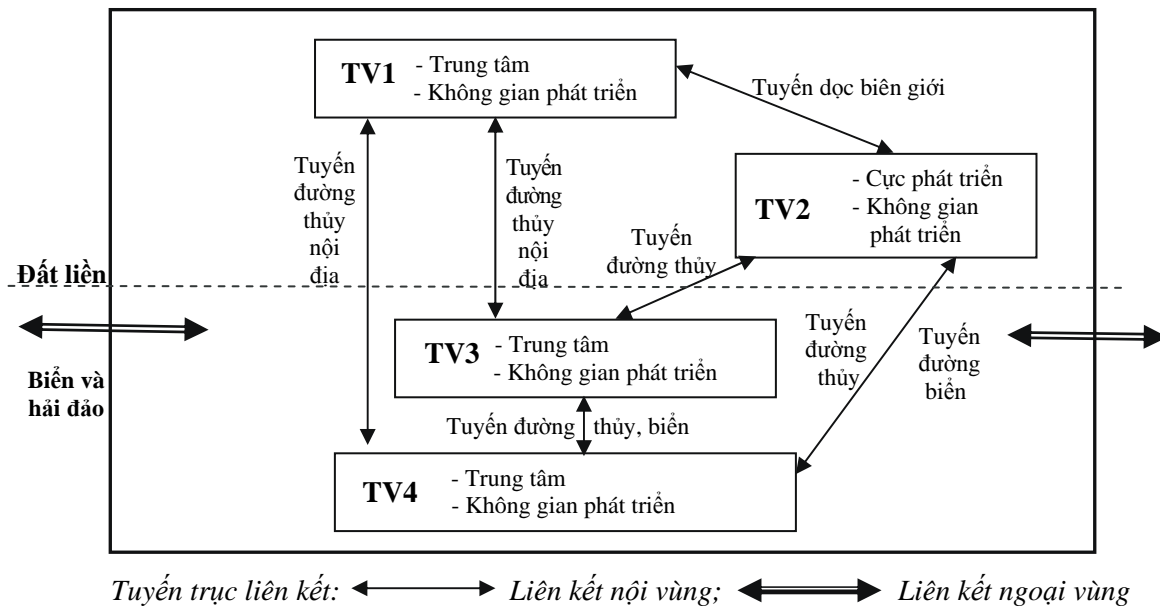 TV1
- Trung tâm
- Không gian phát triển
Tuyến dọc biên giới
Tuyến
đường
thủy
nội
địa
Tuyến
đường
thủy
nội
địa
TV2
- Cực phát triển
- Không gian
phát triển
Tuyến
đường thủy
Đất liền
Biển và
hải đảo
TV3
- Trung tâm
- Không gian phát triển
Tuyến
đường
thủy
Tuyến
đường
biển
Tuyến đường thủy, biển
TV4
- Trung tâm
- Không gian phát triển
Tuyến trục liên kết: Liên kết nội vùng; Liên kết ngoại vùng